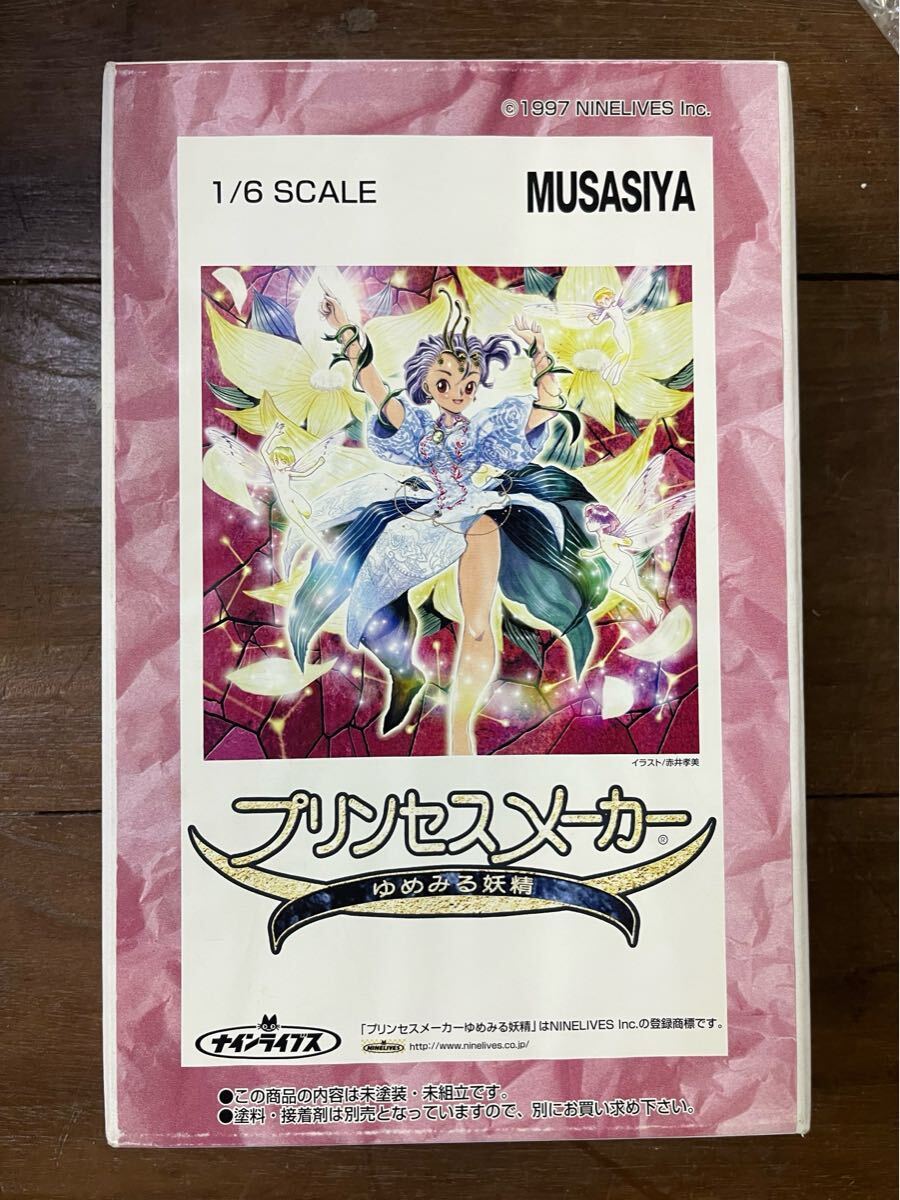 ©1997 NINELIVES Inc.
1/6 SCALE
MUSASIYA
イラスト/赤井孝美
プリンセスメーカー®
ゆめみる妖精
ナインライブス
「プリンセスメーカーゆめみる妖精」はNINELIVES Inc.の登録商標です。
NINELIVES http://www.ninelives.co.jp/
●この商品の内容は未塗装・未組立です。
●塗料・接着剤は別売となっていますので、別にお買い求め下さい。